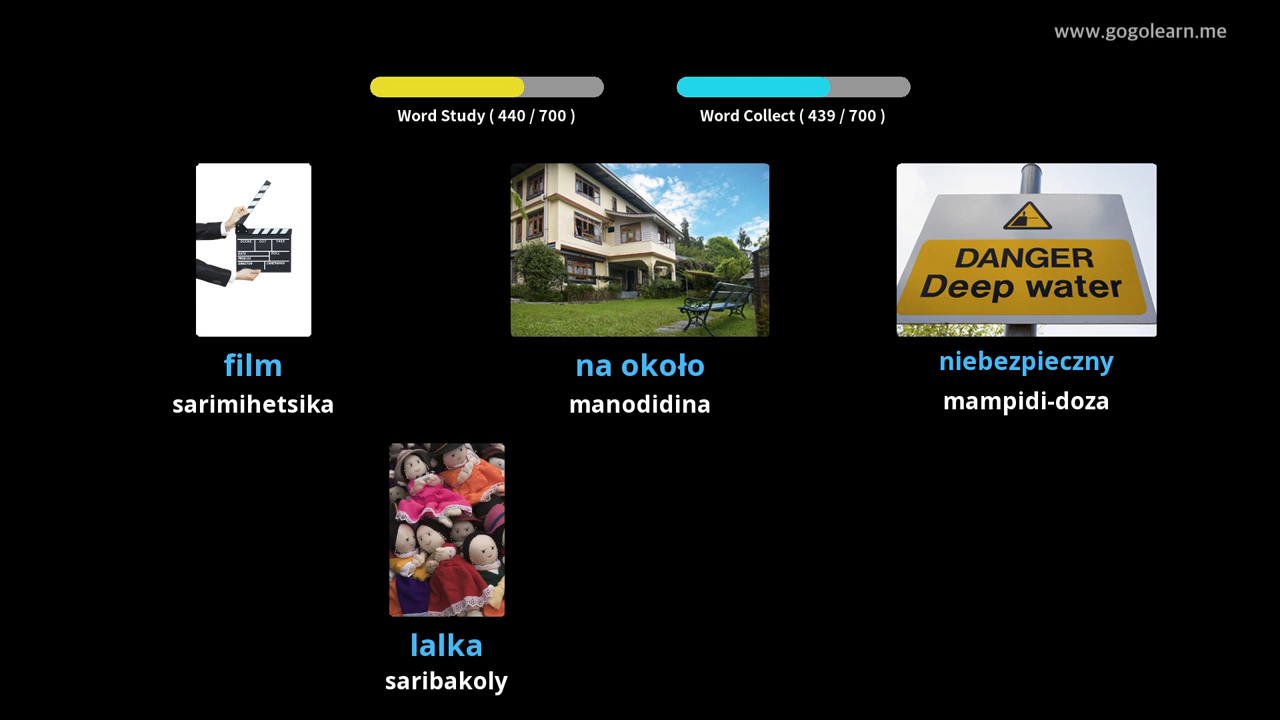 www.gogolearn.me
Word Study ( 440 / 700 )
Word Collect ( 439 / 700 )
DANGER
Deep water
film
sarimihetsika
na około
manodidina
niebezpieczny
mampidi-doza
lalka
saribakoly